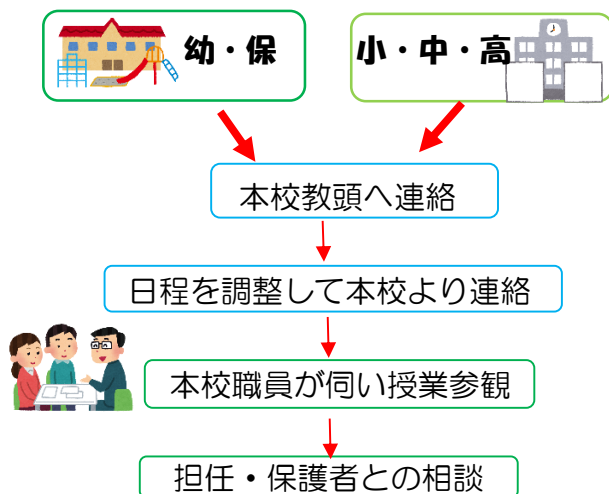 幼・保
小・中・高
本校教頭へ連絡
日程を調整して本校より連絡
本校職員が伺い授業参観
担任・保護者との相談